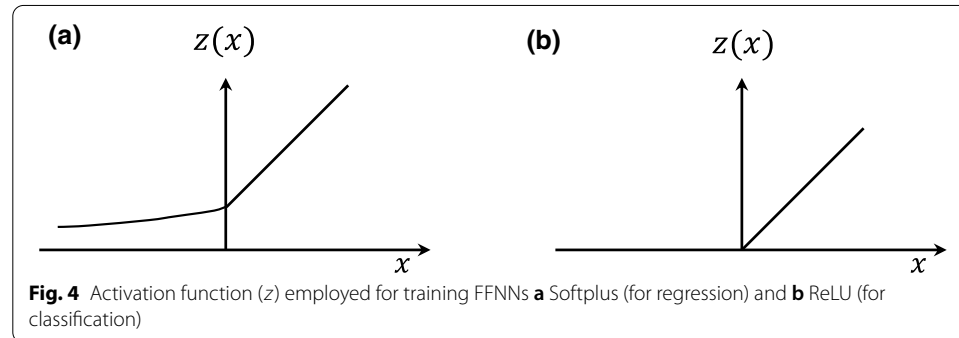 (a)
z(x)
x
(b)
z(x)
x
Fig. 4 Activation function (z) employed for training FFNNs a Softplus (for regression) and b ReLU (for
classification)